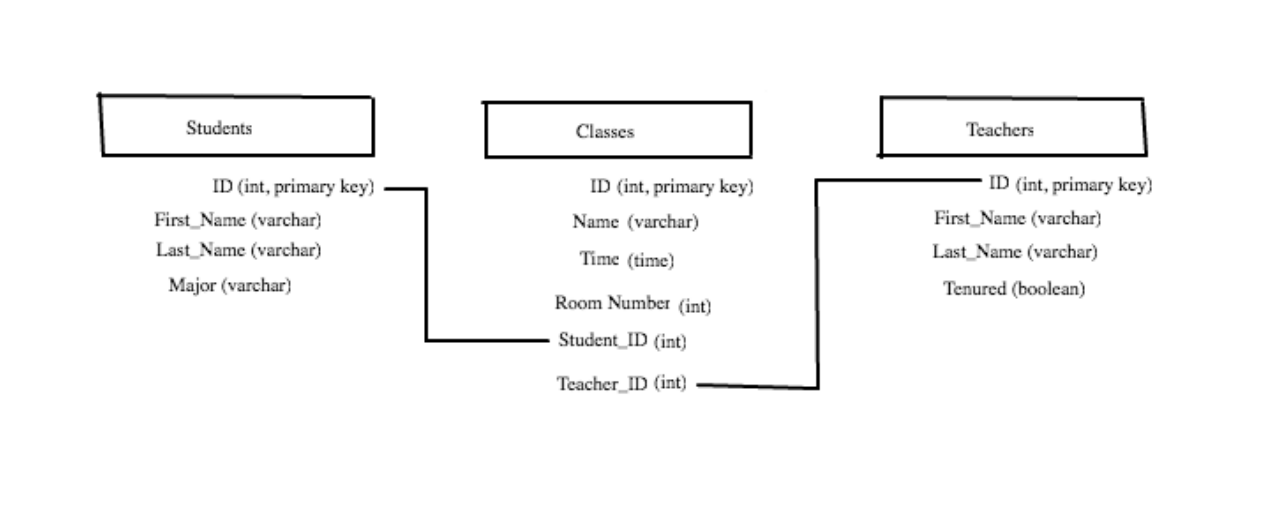 Students
ID (int, primary key)
First_Name (varchar)
Last_Name (varchar)
Major (varchar)
Classes
ID (int, primary key)
Name (varchar)
Time (time)
Room Number (int)
Student_ID (int)
Teacher_ID (int)
Teachers
ID (int, primary key)
First_Name (varchar)
Last_Name (varchar)
Tenured (boolean)